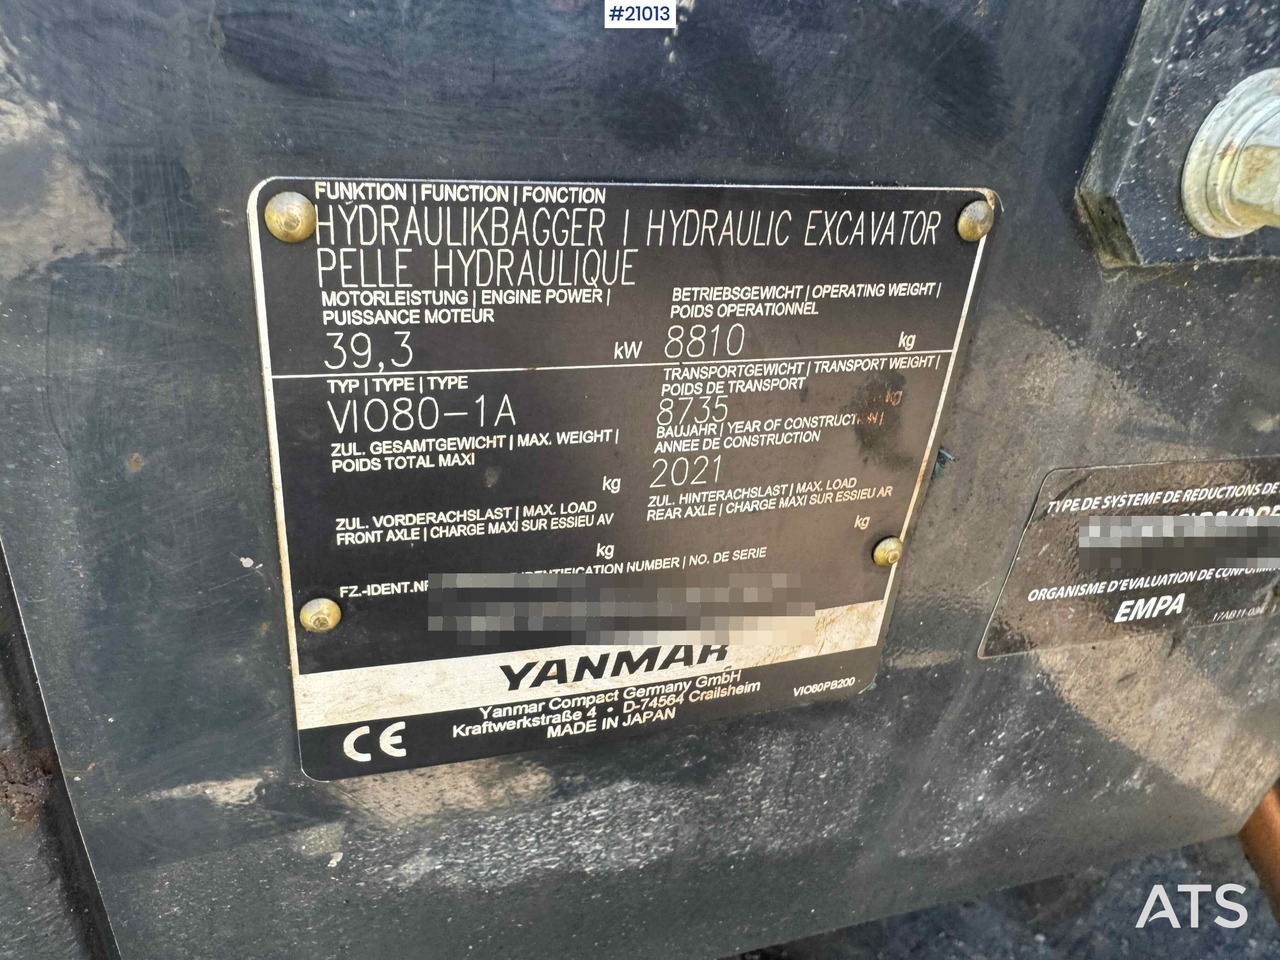 #21013
FUNKTION | FUNCTION | FONCTION
HYDRAULIKBAGGER | HYDRAULIC EXCAVATOR
PELLE HYDRAULIQUE
MOTORLEISTUNG | ENGINE POWER |
PUISSANCE MOTEUR
39,3 kW
BETRIEBSGEWICHT | OPERATING WEIGHT |
POIDS OPERATIONNEL
8810 kg
TYP | TYPE | TYPE
VIO80-1A
TRANSPORTGEWICHT | TRANSPORT WEIGHT |
POIDS DE TRANSPORT
8735 kg
ZUL. GESAMTGEWICHT | MAX. WEIGHT |
POIDS TOTAL MAXI
kg
BAUJAHR | YEAR OF CONSTRUCTION |
ANNEE DE CONSTRUCTION
2021
ZUL. VORDERACHSLAST | MAX. LOAD
FRONT AXLE | CHARGE MAXI SUR ESSIEU AV
kg
ZUL. HINTERACHSLAST | MAX. LOAD
REAR AXLE | CHARGE MAXI SUR ESSIEU AR
kg
FZ.-IDENT.NR IDENTIFICATION NUMBER | NO. DE SERIE
YANMAR
Yanmar Compact Germany GmbH
Kraftwerkstraße 4 • D-74564 Crailsheim
MADE IN JAPAN
VIO80PB200
CE
TYPE DE SYSTEME DE REDUCTIONS DE
ORGANISME D'EVALUATION DE
EMPA
ATS